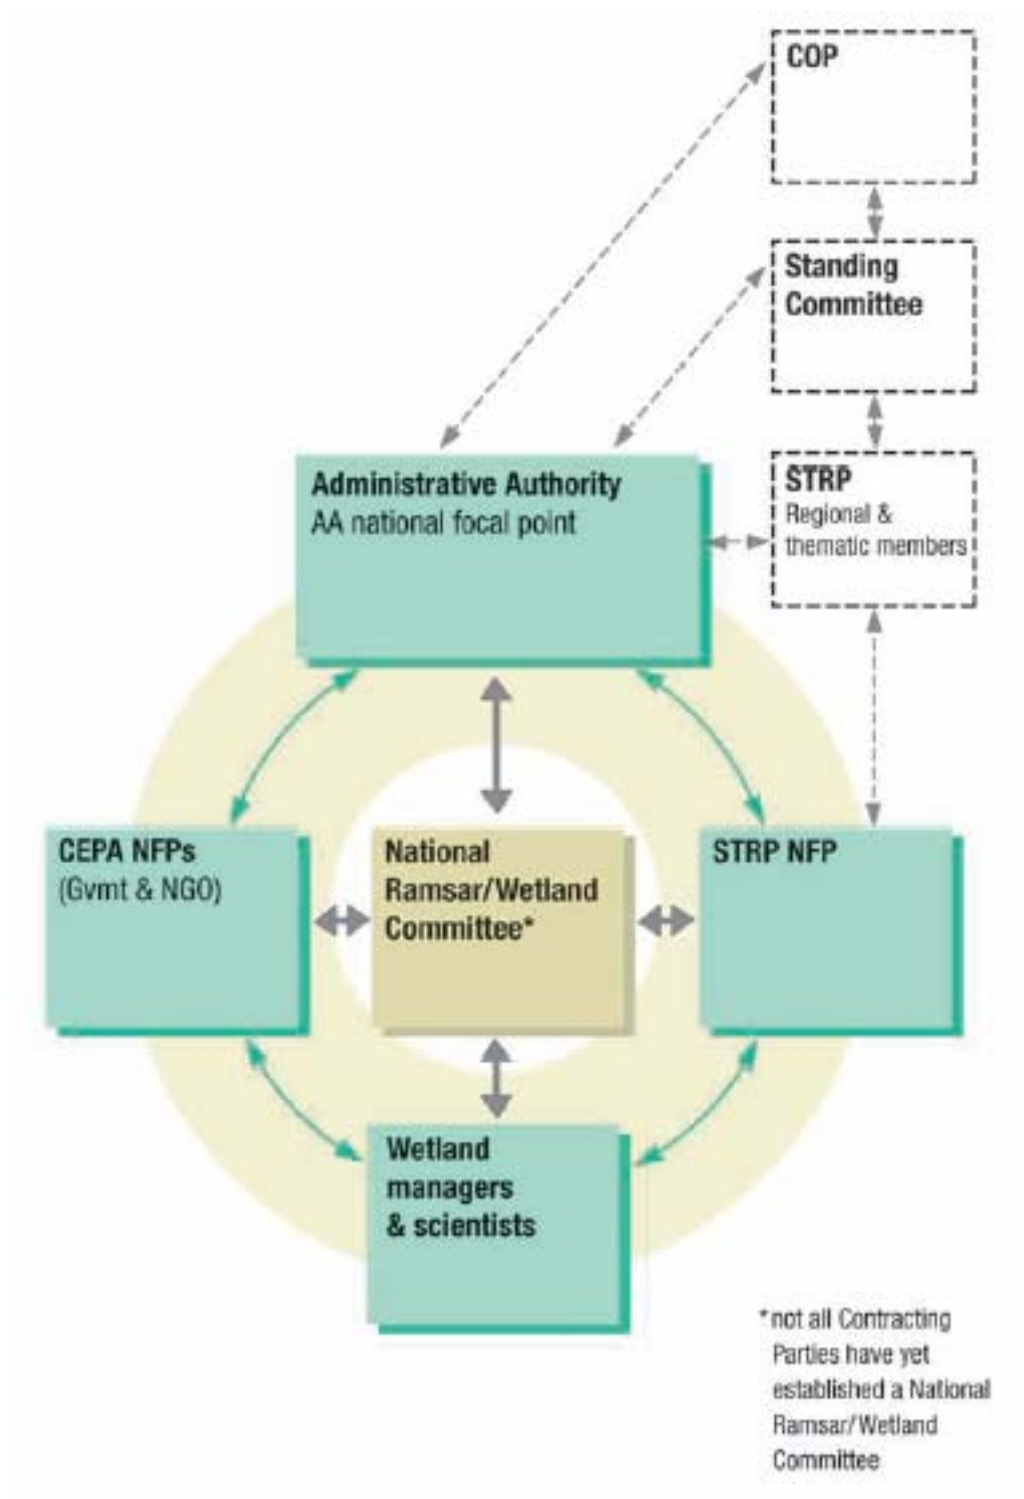 COP
Standing
Committee
STRP
Regional &
thematic members
Administrative Authority
AA national focal point
CEPA NFPs
(Gvmt & NGO)
National
Ramsar/Wetland
Committee*
STRP NFP
Wetland
managers
& scientists
*not all Contracting
Parties have yet
established a National
Ramsar/Wetland
Committee